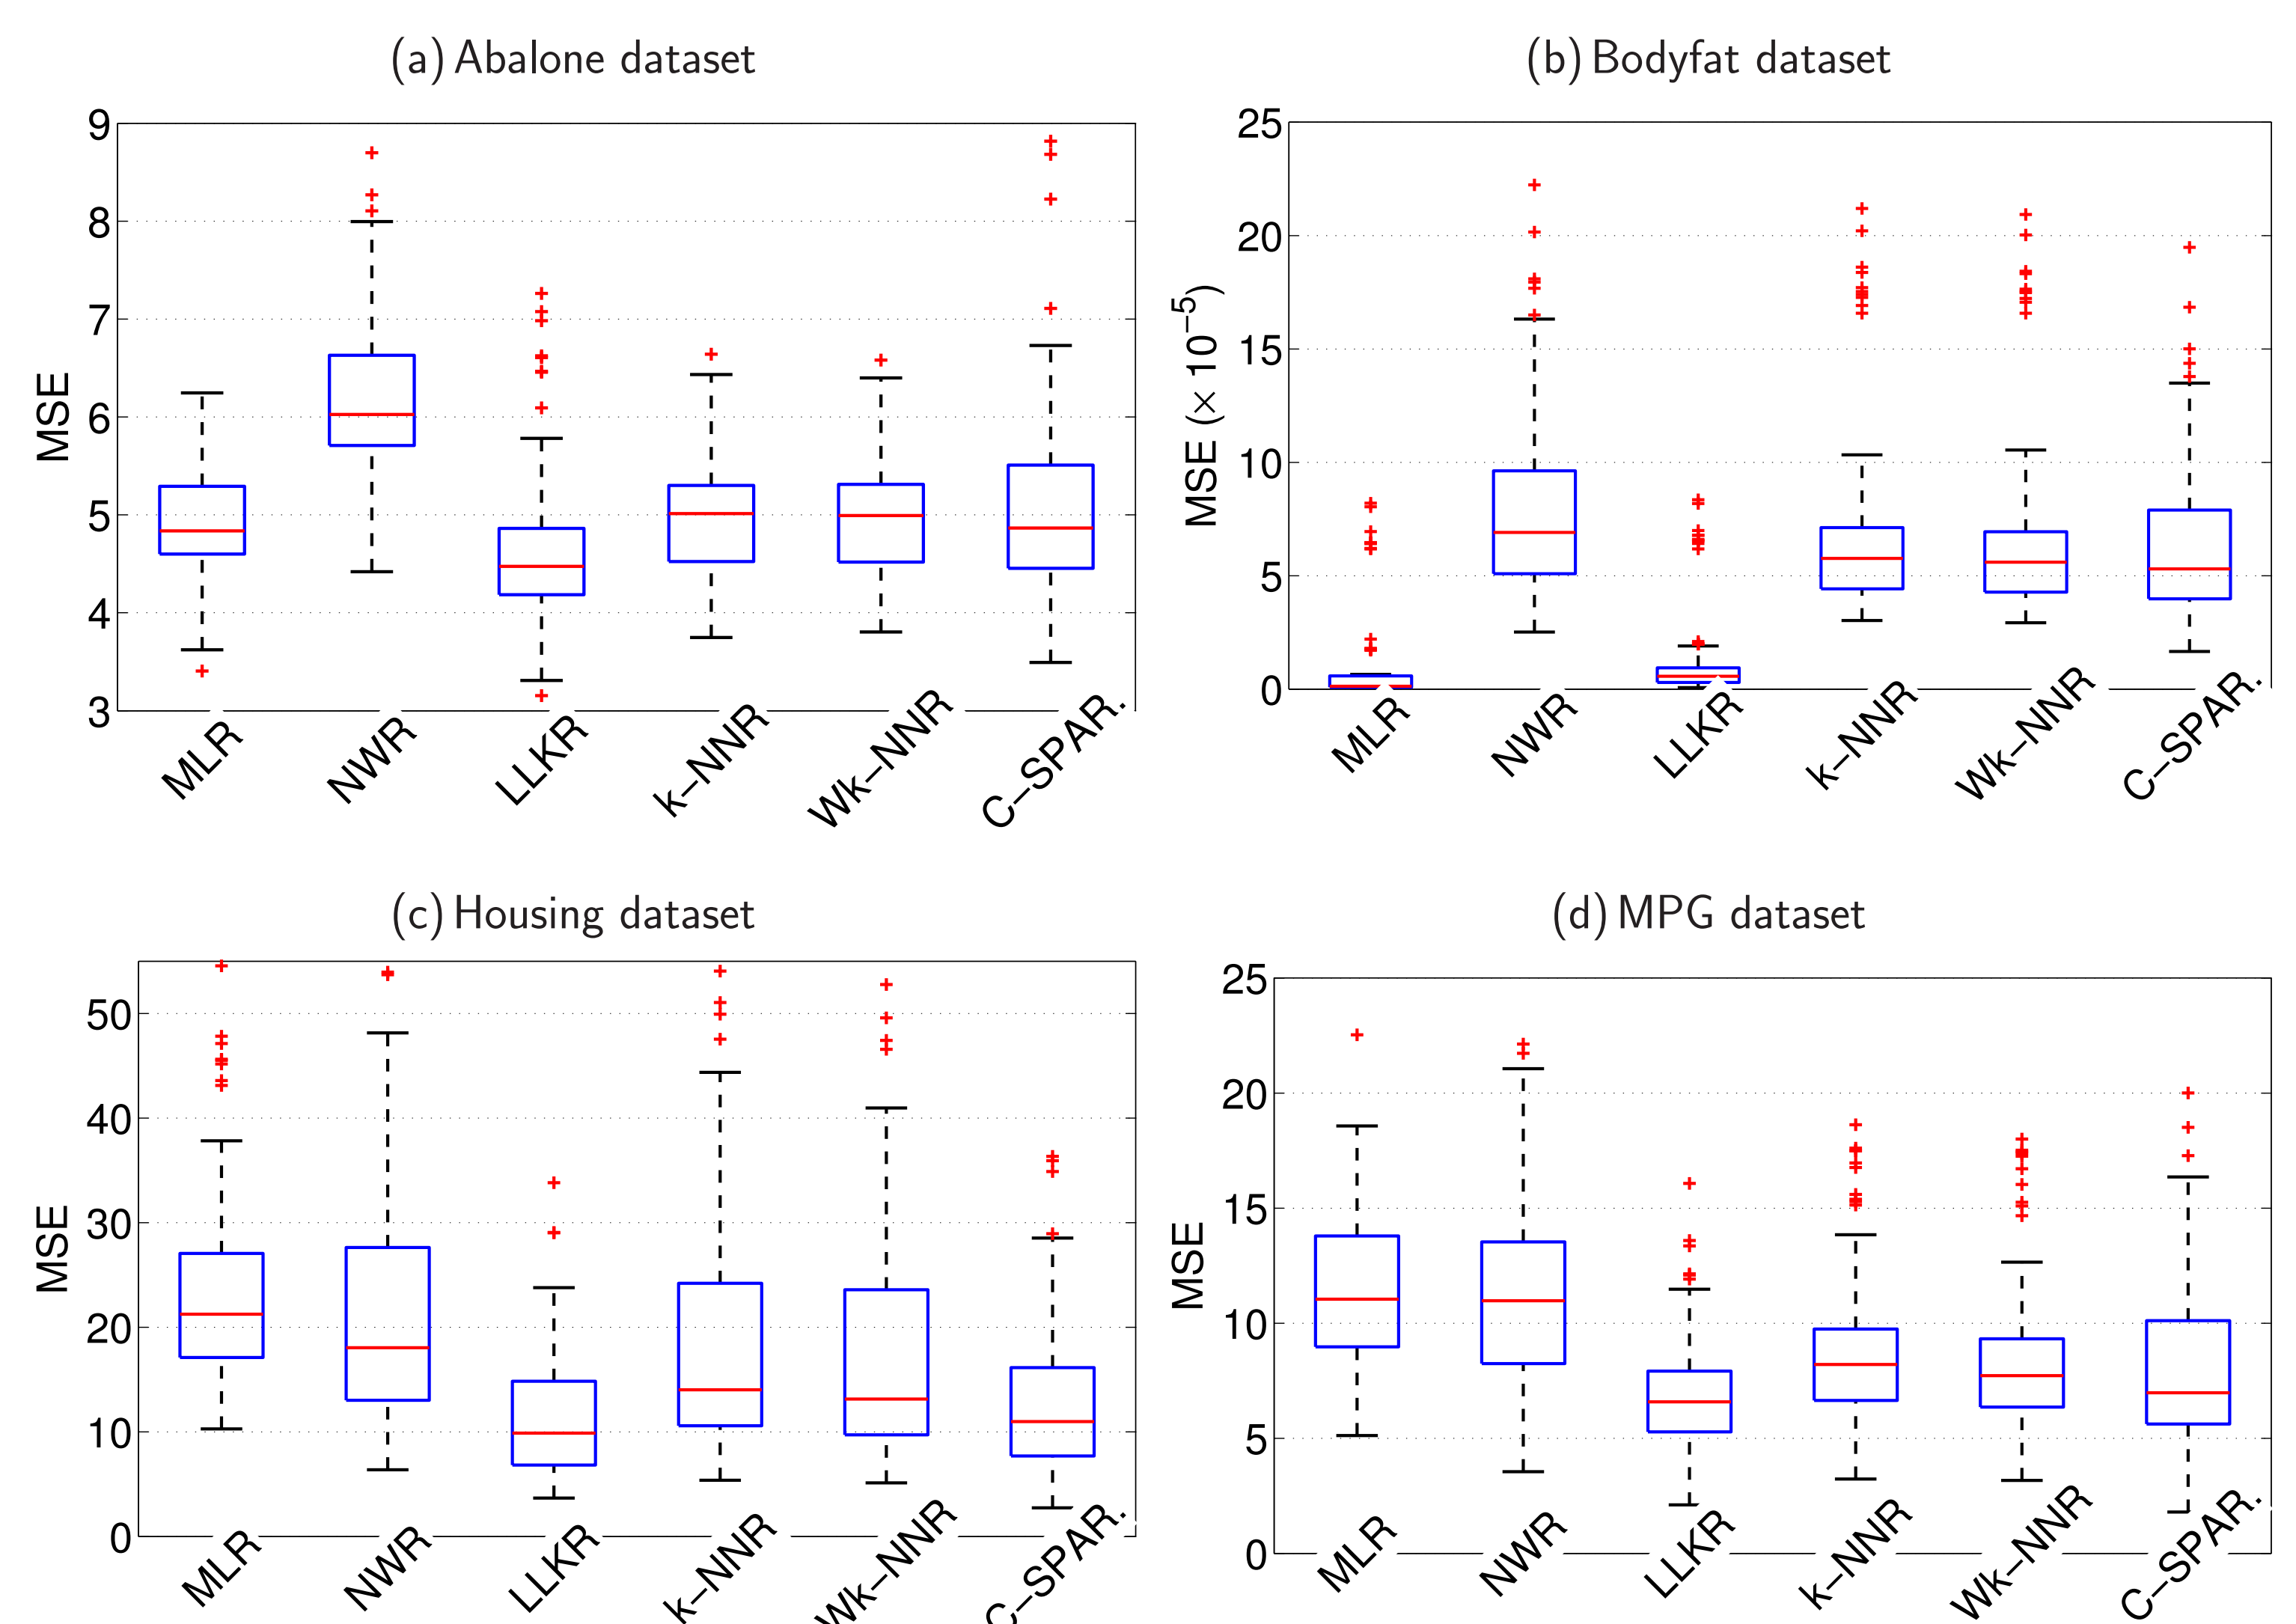 (a) Abalone dataset
9
8
7
6
5
4
3
MSE
MLR
NWR
LLKR
k–NNR
Wk–NNR
C–SPAR.
(b) Bodyfat dataset
25
20
15
10
5
0
MSE (× 10⁻⁵)
MLR
NWR
LLKR
k–NNR
Wk–NNR
C–SPAR.
(c) Housing dataset
50
40
30
20
10
0
MSE
MLR
NWR
LLKR
k–NNR
Wk–NNR
C–SPAR.
(d) MPG dataset
25
20
15
10
5
0
MSE
MLR
NWR
LLKR
k–NNR
Wk–NNR
C–SPAR.